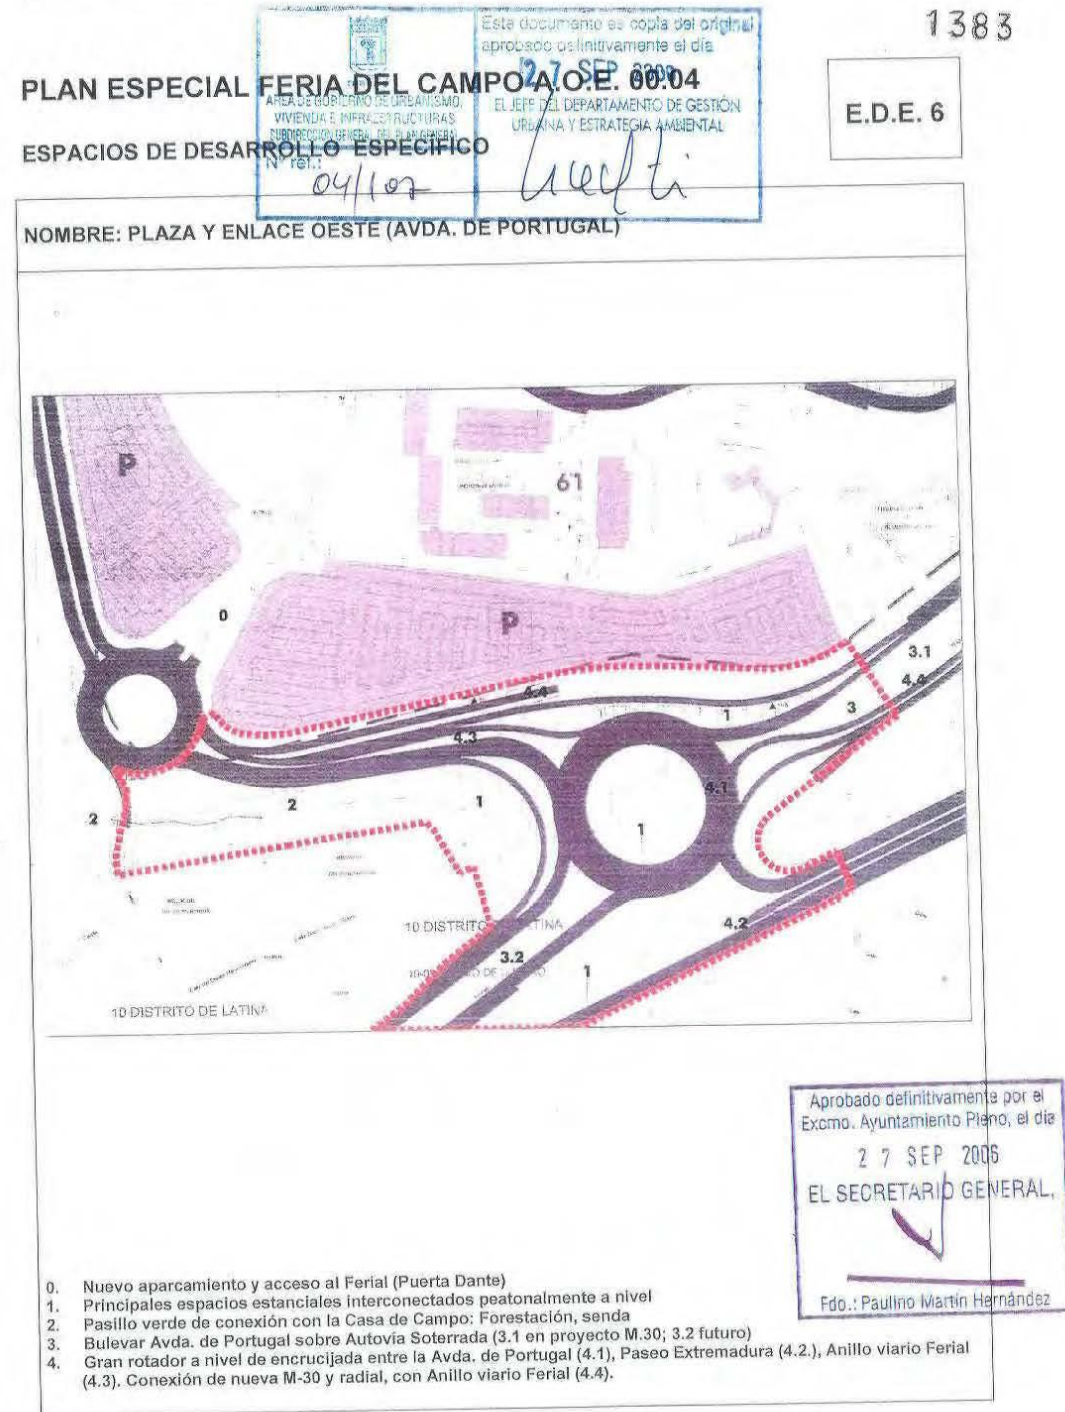 1383
Este documento es copia del original
aprobado definitivamente el día
27 SEP
EL JEFE DEL DEPARTAMENTO DE GESTIÓN
URBANA Y ESTRATEGIA AMBIENTAL
AREA DE GOBIERNO DE URBANISMO,
VIVIENDA E INFRAESTRUCTURAS
SUBDIRECCION GENERAL DEL PLAN GENERAL
Nº ref.:
04/107
PLAN ESPECIAL FERIA DEL CAMPO A.O.E. 00.04
E.D.E. 6
ESPACIOS DE DESARROLLO ESPECÍFICO
NOMBRE: PLAZA Y ENLACE OESTE (AVDA. DE PORTUGAL)
P
61
0
P
3.1
4.4
4.4
3
1
4.3
4.1
2
2
1
1
4.2
10 DISTRITO
TINA
3.2
1
10 DISTRITO DE LATINA
Aprobado definitivamente por el
Excmo. Ayuntamiento Pleno, el día
27 SEP 2006
EL SECRETARIO GENERAL,
Fdo.: Paulino Martín Hernández
0. Nuevo aparcamiento y acceso al Ferial (Puerta Dante)
1. Principales espacios estanciales interconectados peatonalmente a nivel
2. Pasillo verde de conexión con la Casa de Campo: Forestación, senda
3. Bulevar Avda. de Portugal sobre Autovía Soterrada (3.1 en proyecto M.30; 3.2 futuro)
4. Gran rotador a nivel de encrucijada entre la Avda. de Portugal (4.1), Paseo Extremadura (4.2.), Anillo viario Ferial
(4.3). Conexión de nueva M-30 y radial, con Anillo viario Ferial (4.4).